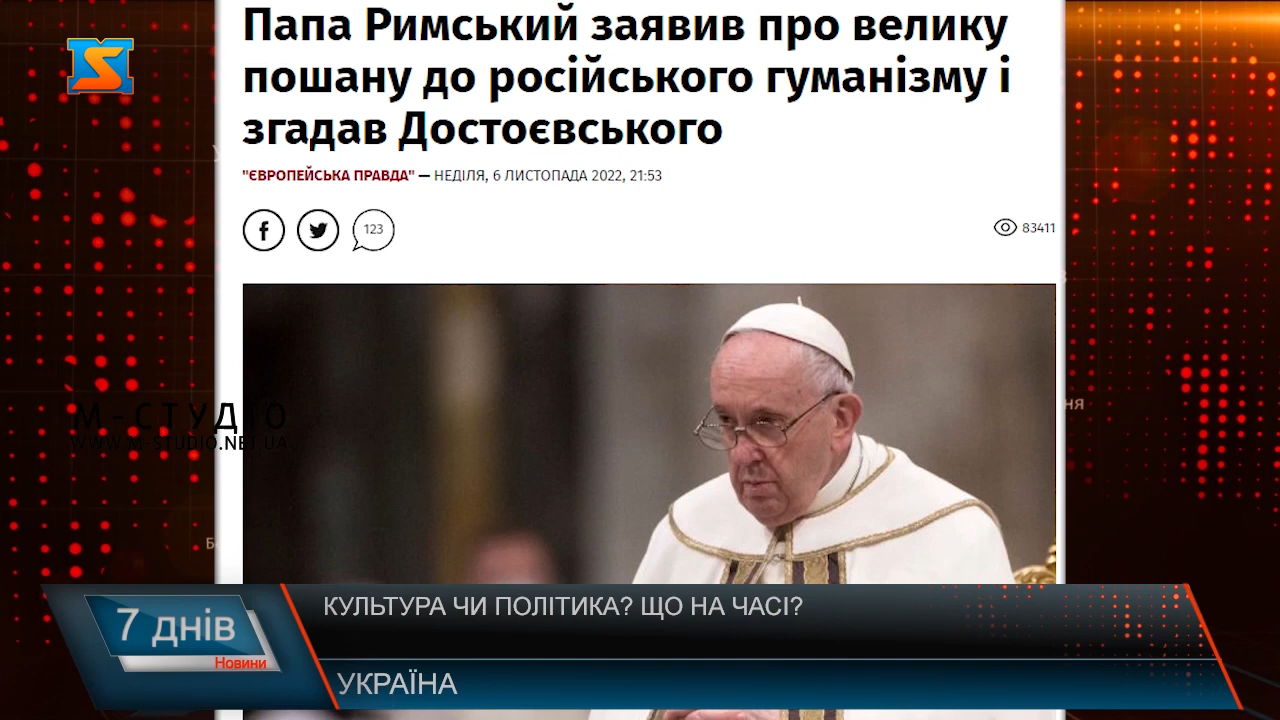 Папа Римський заявив про велику
пошану до російського гуманізму і
згадав Достоєвського
"ЄВРОПЕЙСЬКА ПРАВДА" — НЕДІЛЯ, 6 ЛИСТОПАДА 2022, 21:53
123
83411
М-СТУДІО
WWW.M-STUDIO.NET.UA
7 днів
Новини
КУЛЬТУРА ЧИ ПОЛІТИКА? ЩО НА ЧАСІ?
УКРАЇНА